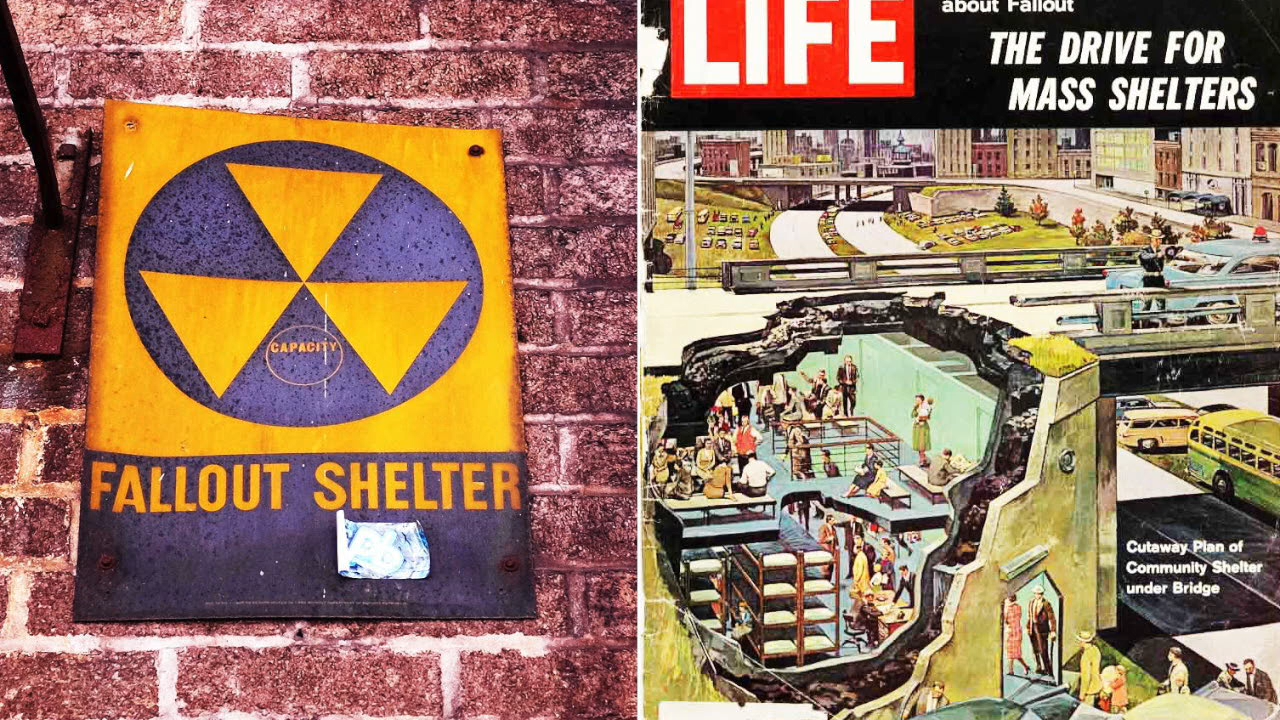 CAPACITY
FALLOUT SHELTER
LIFE
about Fallout
THE DRIVE FOR
MASS SHELTERS
Cutaway Plan of
Community Shelter
under Bridge